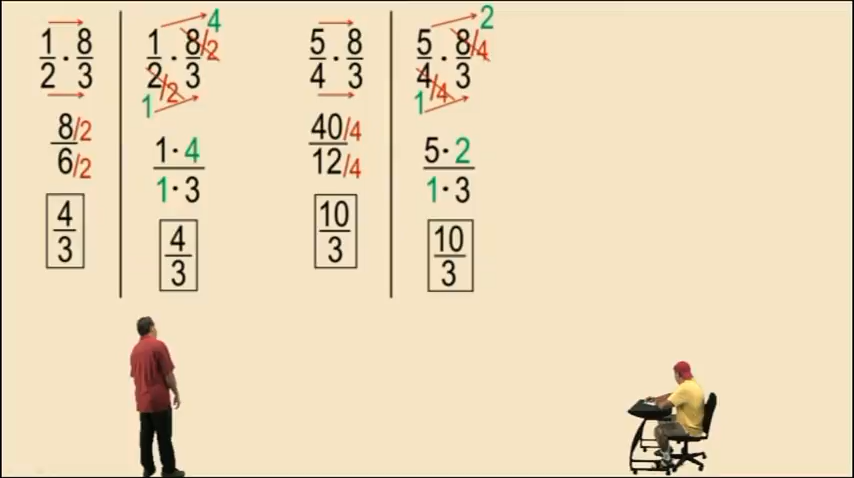 1/2 · 8/3
8/2
6/2
4/3
4
1/2 · 8/3
/2
/2
1
1 · 4
1 · 3
4/3
5/4 · 8/3
40/4
12/4
10/3
2
5/4 · 8/3
/4
/4
1
5 · 2
1 · 3
10/3